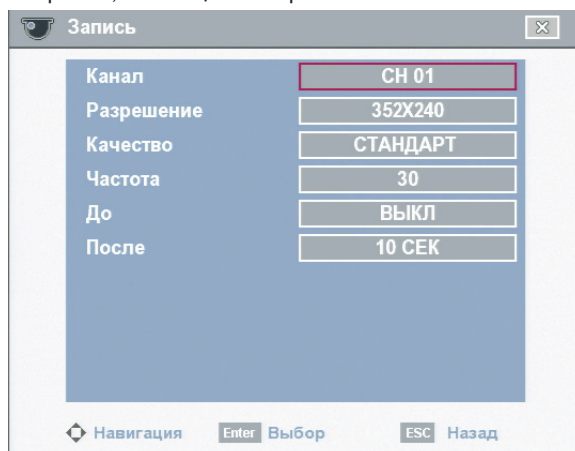 Запись
Канал CH 01
Разрешение 352X240
Качество СТАНДАРТ
Частота 30
До ВЫКЛ
После 10 СЕК
Навигация Enter Выбор ESC Назад